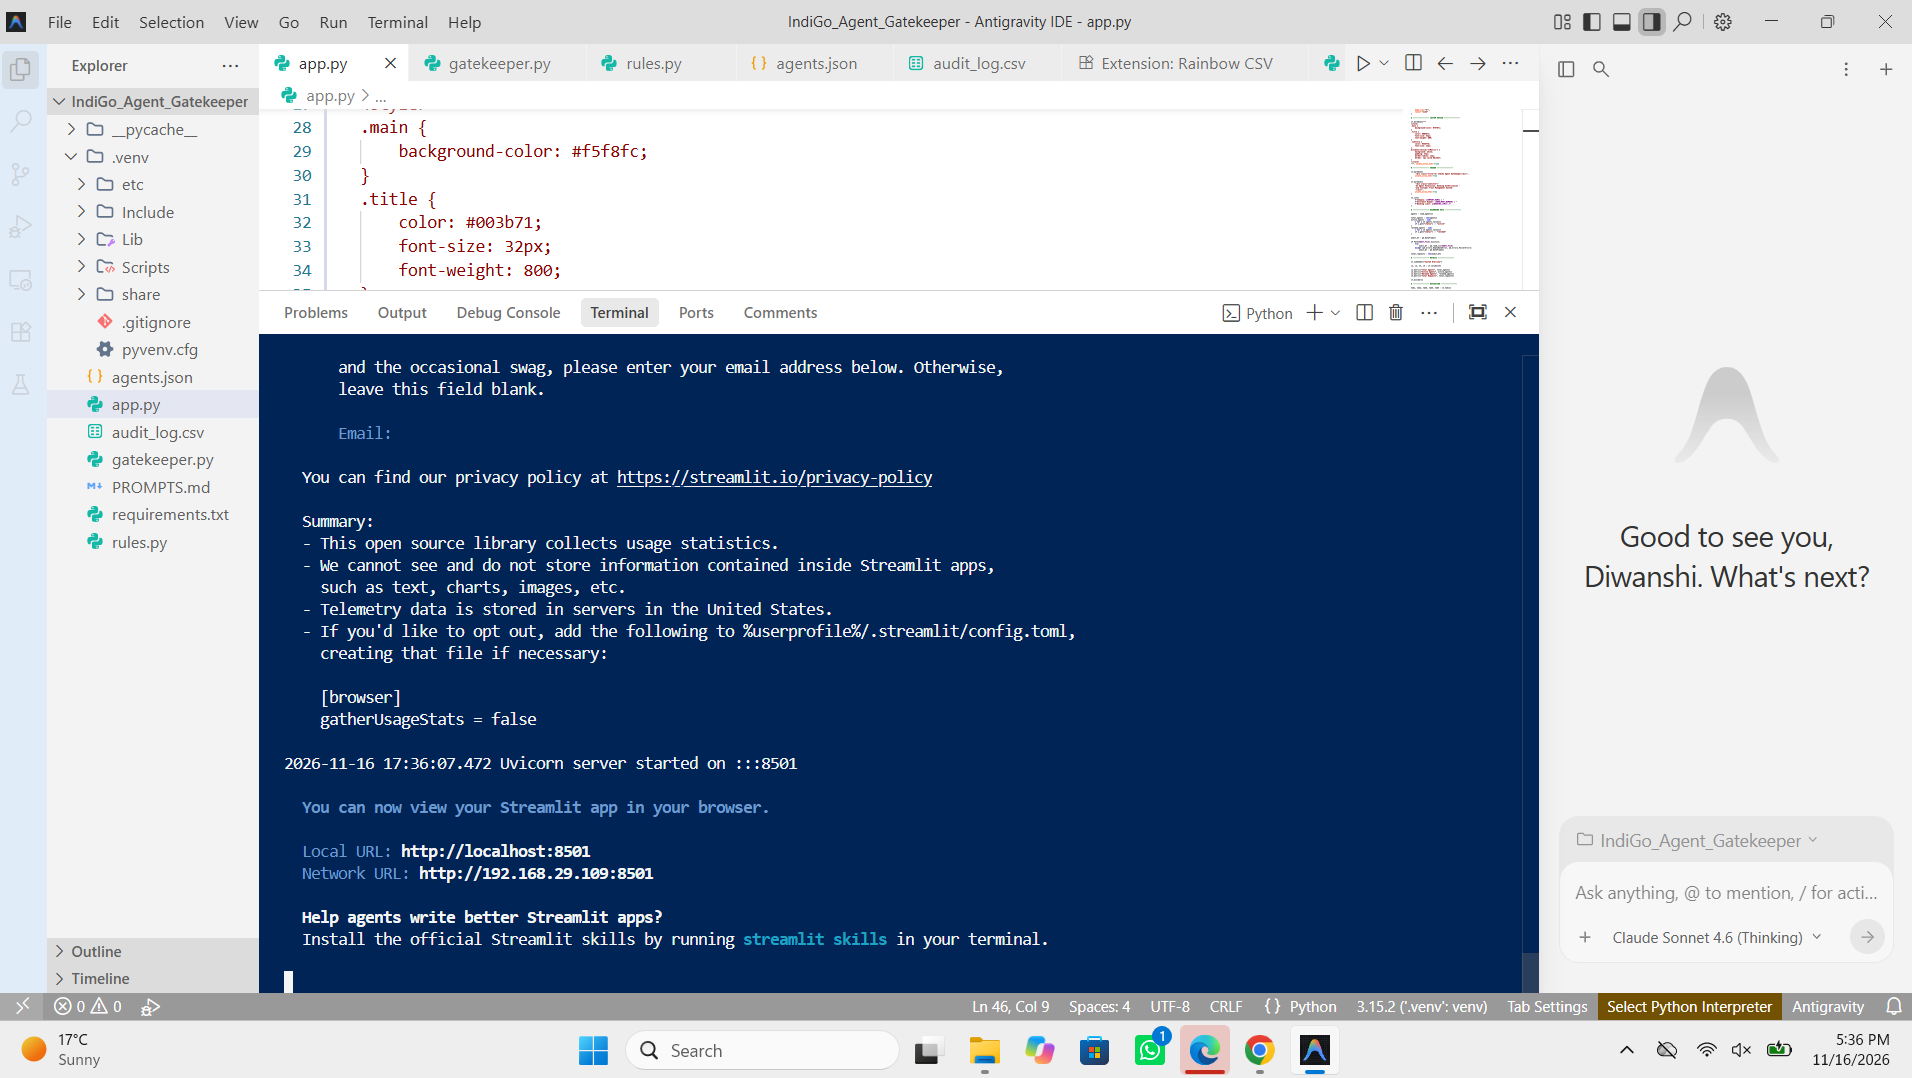 File Edit Selection View Go Run Terminal Help
IndiGo_Agent_Gatekeeper - Antigravity IDE - app.py
Explorer
IndiGo_Agent_Gatekeeper
__pycache__
.venv
etc
Include
Lib
Scripts
share
.gitignore
pyvenv.cfg
agents.json
app.py
audit_log.csv
gatekeeper.py
PROMPTS.md
requirements.txt
rules.py
Outline
Timeline
app.py gatekeeper.py rules.py agents.json audit_log.csv Extension: Rainbow CSV
app.py > ...
28 .main {
29 background-color: #f5f8fc;
30 }
31 .title {
32 color: #003b71;
33 font-size: 32px;
34 font-weight: 800;
Problems Output Debug Console Terminal Ports Comments
Python
and the occasional swag, please enter your email address below. Otherwise,
leave this field blank.
Email:
You can find our privacy policy at https://streamlit.io/privacy-policy
Summary:
- This open source library collects usage statistics.
- We cannot see and do not store information contained inside Streamlit apps,
such as text, charts, images, etc.
- Telemetry data is stored in servers in the United States.
- If you'd like to opt out, add the following to %userprofile%/.streamlit/config.toml,
creating that file if necessary:
[browser]
gatherUsageStats = false
2026-11-16 17:36:07.472 Uvicorn server started on :::8501
You can now view your Streamlit app in your browser.
Local URL: http://localhost:8501
Network URL: http://192.168.29.109:8501
Help agents write better Streamlit apps?
Install the official Streamlit skills by running streamlit skills in your terminal.
Good to see you,
Diwanshi. What's next?
IndiGo_Agent_Gatekeeper
Ask anything, @ to mention, / for acti...
Claude Sonnet 4.6 (Thinking)
0 0
Ln 46, Col 9 Spaces: 4 UTF-8 CRLF {} Python 3.15.2 ('.venv': venv) Tab Settings Select Python Interpreter Antigravity
17°C
Sunny
Search
1
5:36 PM
11/16/2026